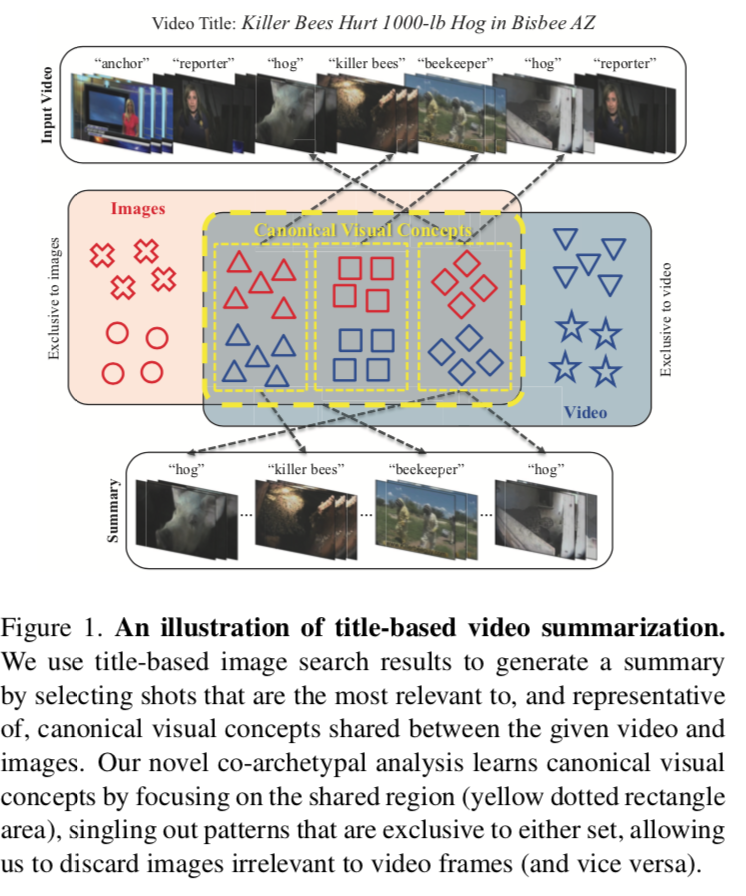 Video Title: Killer Bees Hurt 1000-lb Hog in Bisbee AZ
Input Video
“anchor” “reporter” “hog” “killer bees” “beekeeper” “hog” “reporter”
Images
Canonical Visual Concepts
Exclusive to images
Exclusive to video
Video
Summary
“hog” “killer bees” “beekeeper” “hog”
... ... ...
Figure 1. An illustration of title-based video summarization.
We use title-based image search results to generate a summary
by selecting shots that are the most relevant to, and representative
of, canonical visual concepts shared between the given video and
images. Our novel co-archetypal analysis learns canonical visual
concepts by focusing on the shared region (yellow dotted rectangle
area), singling out patterns that are exclusive to either set, allowing
us to discard images irrelevant to video frames (and vice versa).